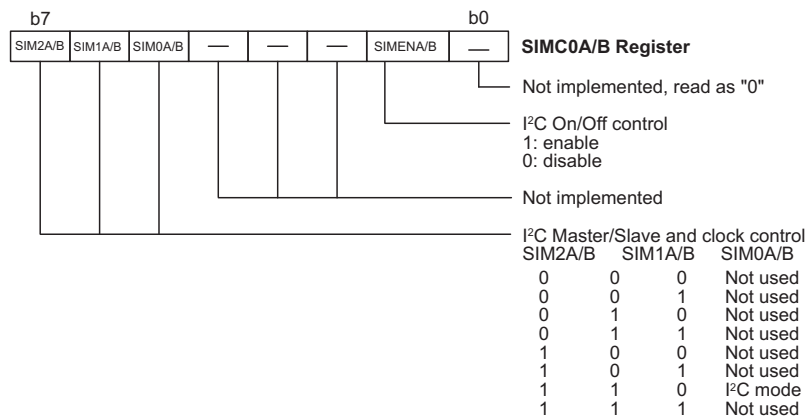 b7 b0
SIM2A/B SIM1A/B SIM0A/B — — — SIMENA/B — SIMC0A/B Register
Not implemented, read as "0"
I²C On/Off control
1: enable
0: disable
Not implemented
I²C Master/Slave and clock control
SIM2A/B SIM1A/B SIM0A/B
0 0 0 Not used
0 0 1 Not used
0 1 0 Not used
0 1 1 Not used
1 0 0 Not used
1 0 1 Not used
1 1 0 I²C mode
1 1 1 Not used